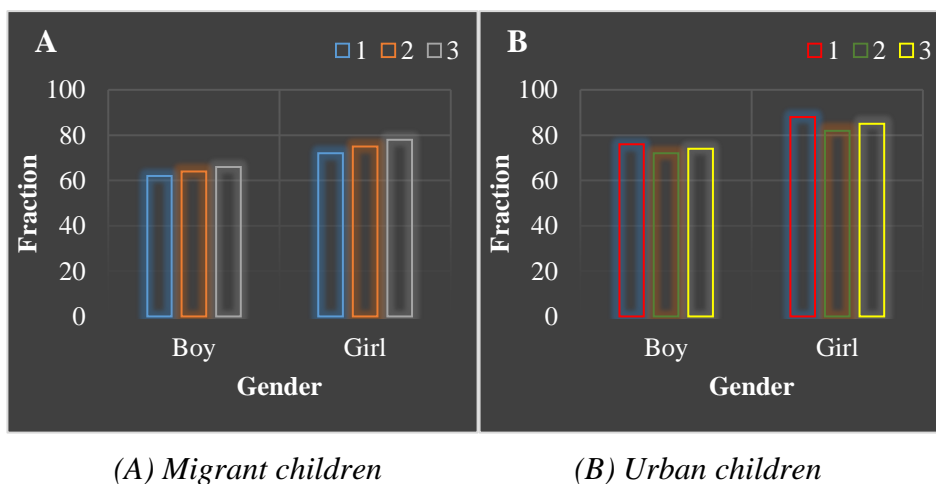 A
1 2 3
100
80
60
40
20
0
Fraction
Boy Girl
Gender
B
1 2 3
100
80
60
40
20
0
Fraction
Boy Girl
Gender
(A) Migrant children
(B) Urban children